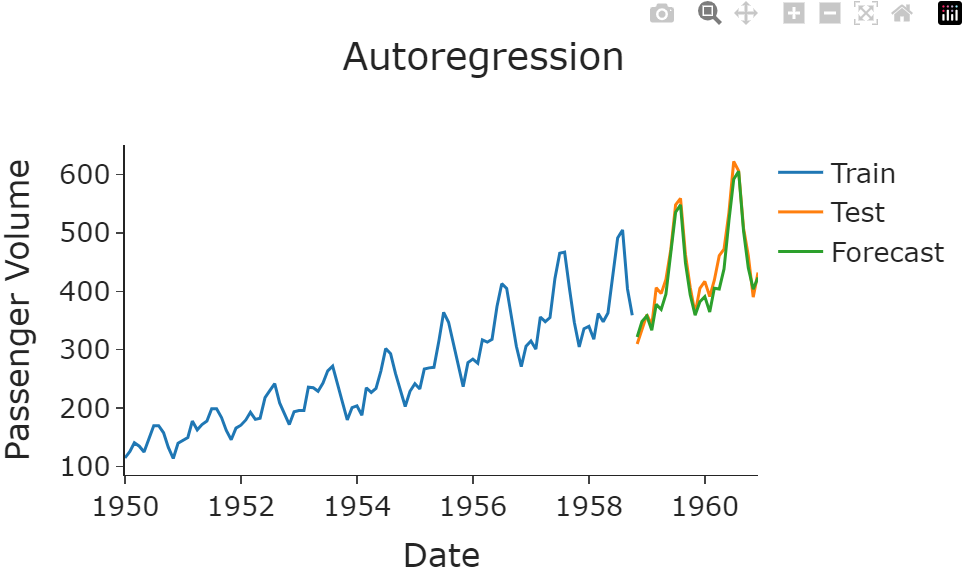 Autoregression
Passenger Volume
600
500
400
300
200
100
1950 1952 1954 1956 1958 1960
Date
Train
Test
Forecast